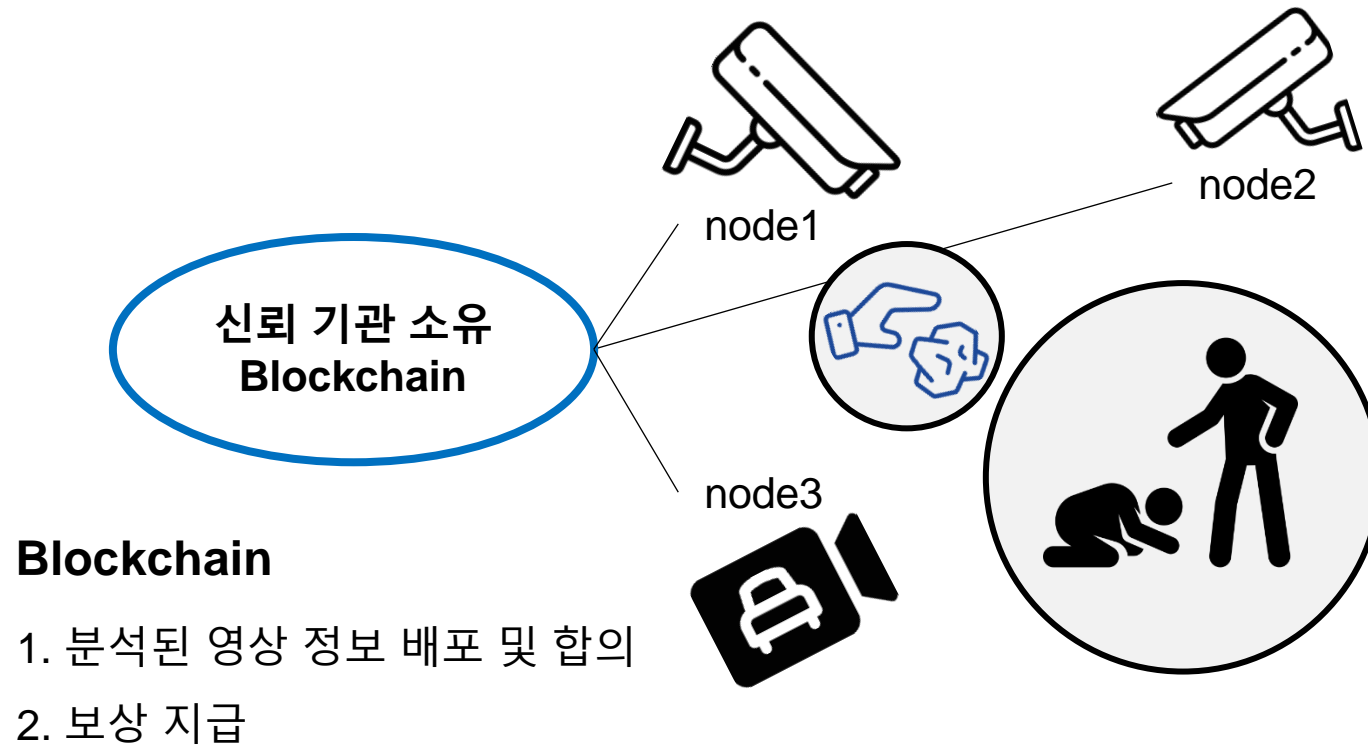 node1
node2
신뢰 기관 소유
Blockchain
node3
Blockchain
1. 분석된 영상 정보 배포 및 합의
2. 보상 지급